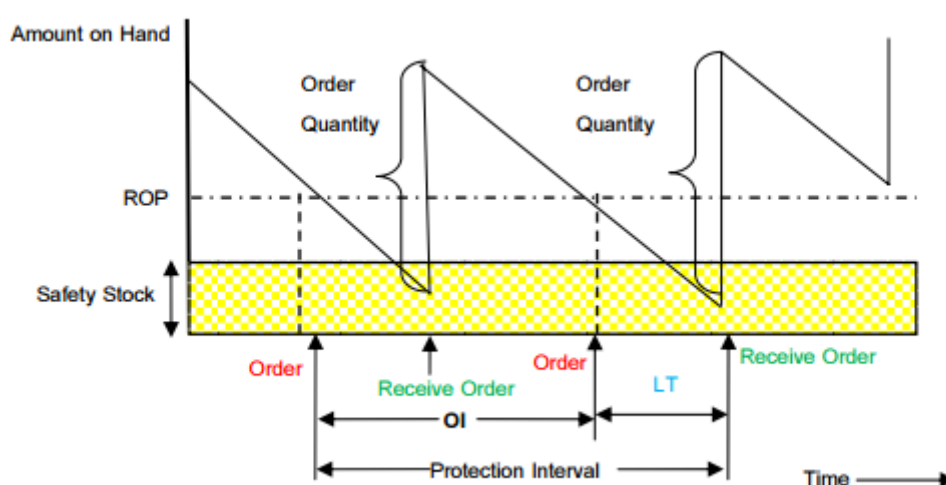 Amount on Hand
Order
Quantity
Order
Quantity
ROP
Safety Stock
Order
Receive Order
Order
Receive Order
LT
OI
Protection Interval
Time